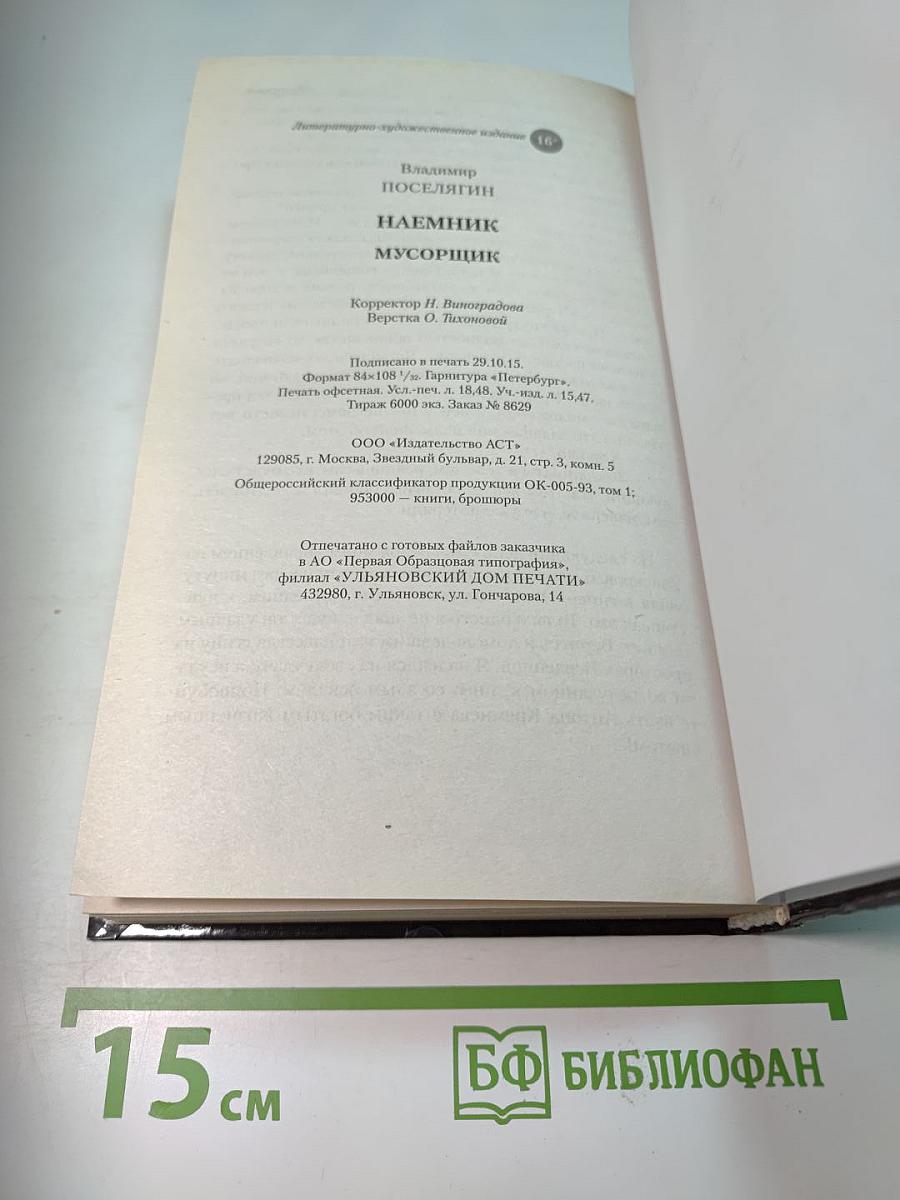 Литературно-художественное издание 16+
Владимир
ПОСЕЛЯГИН
НАЕМНИК
МУСОРЩИК
Корректор Н. Виноградова
Верстка О. Тихоновой
Подписано в печать 29.10.15.
Формат 84×108 1/32. Гарнитура «Петербург».
Печать офсетная. Усл.-печ. л. 18,48. Уч.-изд. л. 15,47.
Тираж 6000 экз. Заказ № 8629
ООО «Издательство АСТ»
129085, г. Москва, Звездный бульвар, д. 21, стр. 3, комн. 5
Общероссийский классификатор продукции ОК-005-93, том 1;
953000 — книги, брошюры
Отпечатано с готовых файлов заказчика
в АО «Первая Образцовая типография»,
филиал «УЛЬЯНОВСКИЙ ДОМ ПЕЧАТИ»
432980, г. Ульяновск, ул. Гончарова, 14
15 см
БФ БИБЛИОФАН